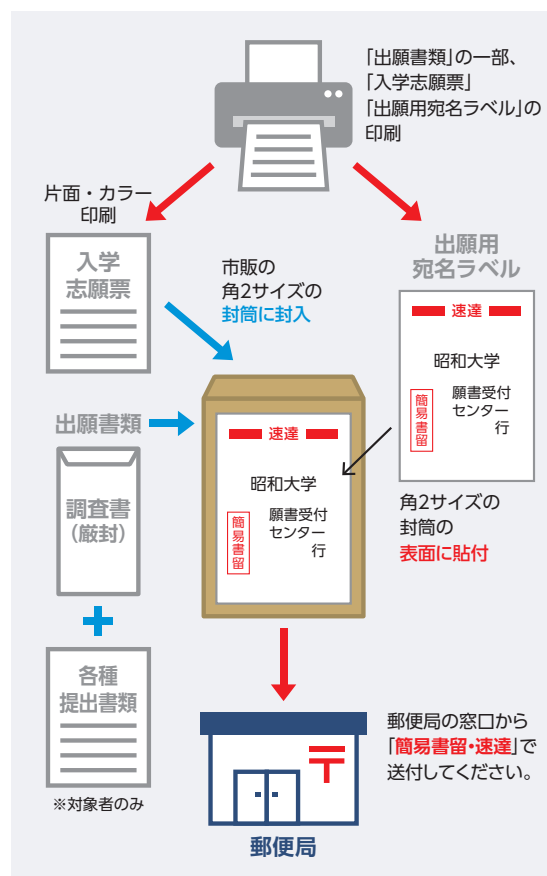 「出願書類」の一部、
「入学志願票」
「出願用宛名ラベル」の
印刷
片面・カラー
印刷
入学
志願票
市販の
角2サイズの
封筒に封入
出願用
宛名ラベル
速達
昭和大学
簡易書留
願書受付
センター
行
角2サイズの
封筒の
表面に貼付
出願書類
調査書
(厳封)
各種
提出書類
※対象者のみ
速達
昭和大学
簡易書留
願書受付
センター
行
郵便局の窓口から
「簡易書留・速達」で
送付してください。
郵便局